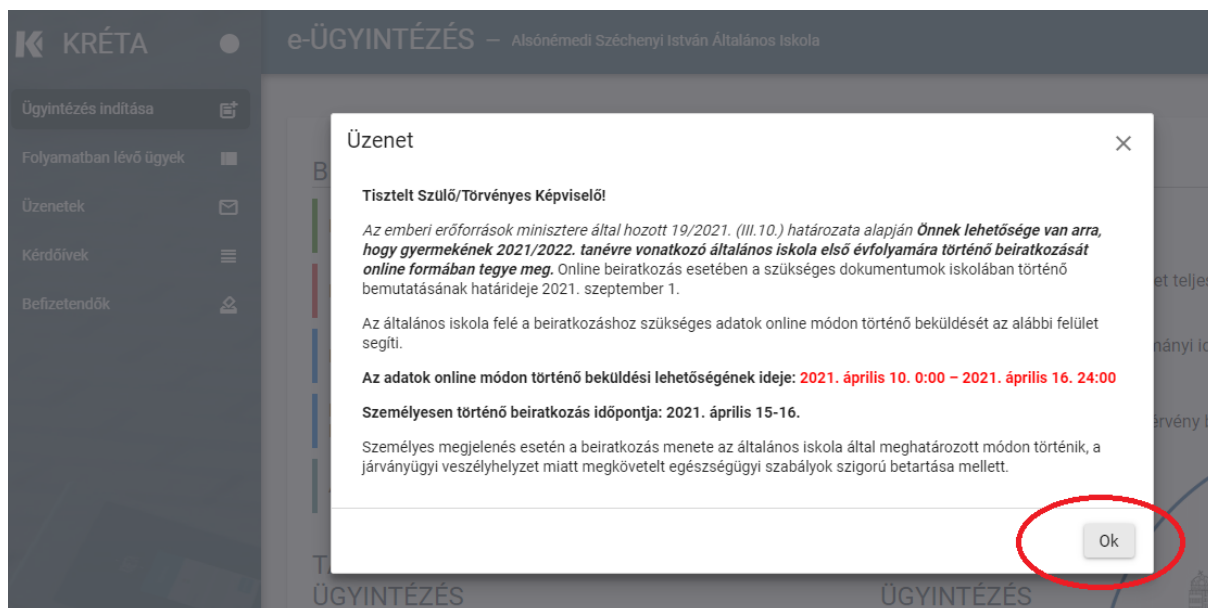 KRÉTA
e-ÜGYINTÉZÉS — Alsónémedi Széchenyi István Általános Iskola
Ügyintézés indítása
Folyamatban lévő ügyek
Üzenetek
Kérdőívek
Befizetendők
B
Üzenet
Tisztelt Szülő/Törvényes Képviselő!
Az emberi erőforrások minisztere által hozott 19/2021. (III.10.) határozata alapján Önnek lehetősége van arra,
hogy gyermekének 2021/2022. tanévre vonatkozó általános iskola első évfolyamára történő beiratkozását
online formában tegye meg. Online beiratkozás esetében a szükséges dokumentumok iskolában történő
bemutatásának határideje 2021. szeptember 1.
Az általános iskola felé a beiratkozáshoz szükséges adatok online módon történő beküldését az alábbi felület
segíti.
Az adatok online módon történő beküldési lehetőségének ideje: 2021. április 10. 0:00 – 2021. április 16. 24:00
Személyesen történő beiratkozás időpontja: 2021. április 15-16.
Személyes megjelenés esetén a beiratkozás menete az általános iskola által meghatározott módon történik, a
járványügyi veszélyhelyzet miatt megkövetelt egészségügyi szabályok szigorú betartása mellett.
Ok
ÜGYINTÉZÉS
ÜGYINTÉZÉS